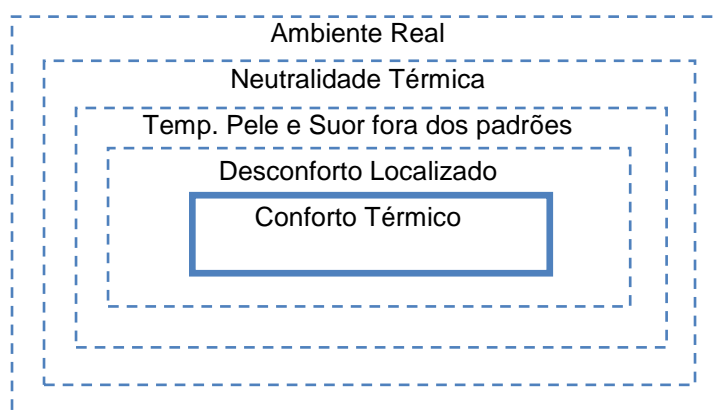 Ambiente Real
Neutralidade Térmica
Temp. Pele e Suor fora dos padrões
Desconforto Localizado
Conforto Térmico